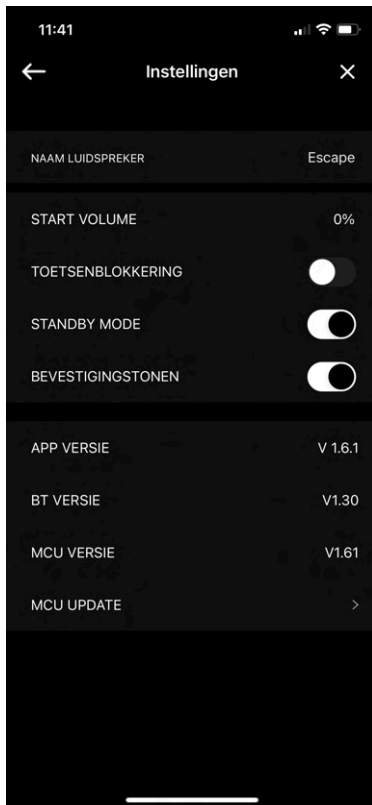 11:41
Instellingen
NAAM LUIDSPREKER Escape
START VOLUME 0%
TOETSENBLOKKERING
STANDBY MODE
BEVESTIGINGSTONEN
APP VERSIE V 1.6.1
BT VERSIE V1.30
MCU VERSIE V1.61
MCU UPDATE